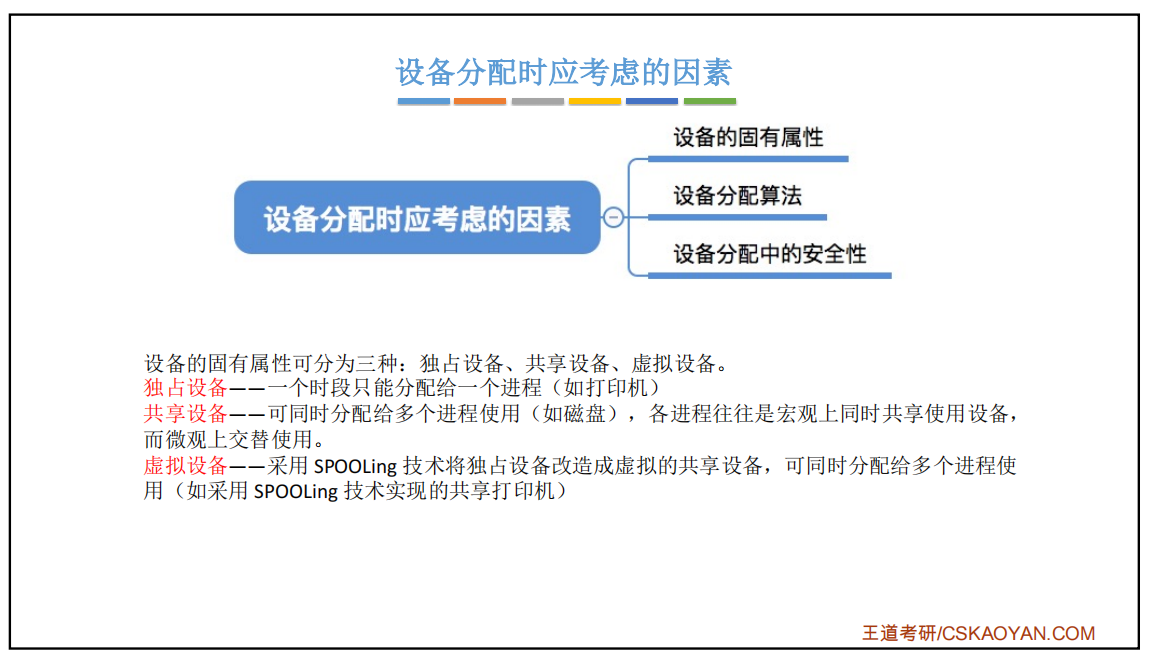 设备分配时应考虑的因素
设备分配时应考虑的因素
设备的固有属性
设备分配算法
设备分配中的安全性
设备的固有属性可分为三种：独占设备、共享设备、虚拟设备。
独占设备——一个时段只能分配给一个进程（如打印机）
共享设备——可同时分配给多个进程使用（如磁盘），各进程往往是宏观上同时共享使用设备，
而微观上交替使用。
虚拟设备——采用 SPOOLing 技术将独占设备改造成虚拟的共享设备，可同时分配给多个进程使
用（如采用 SPOOLing 技术实现的共享打印机）
王道考研/CSKAOYAN.COM